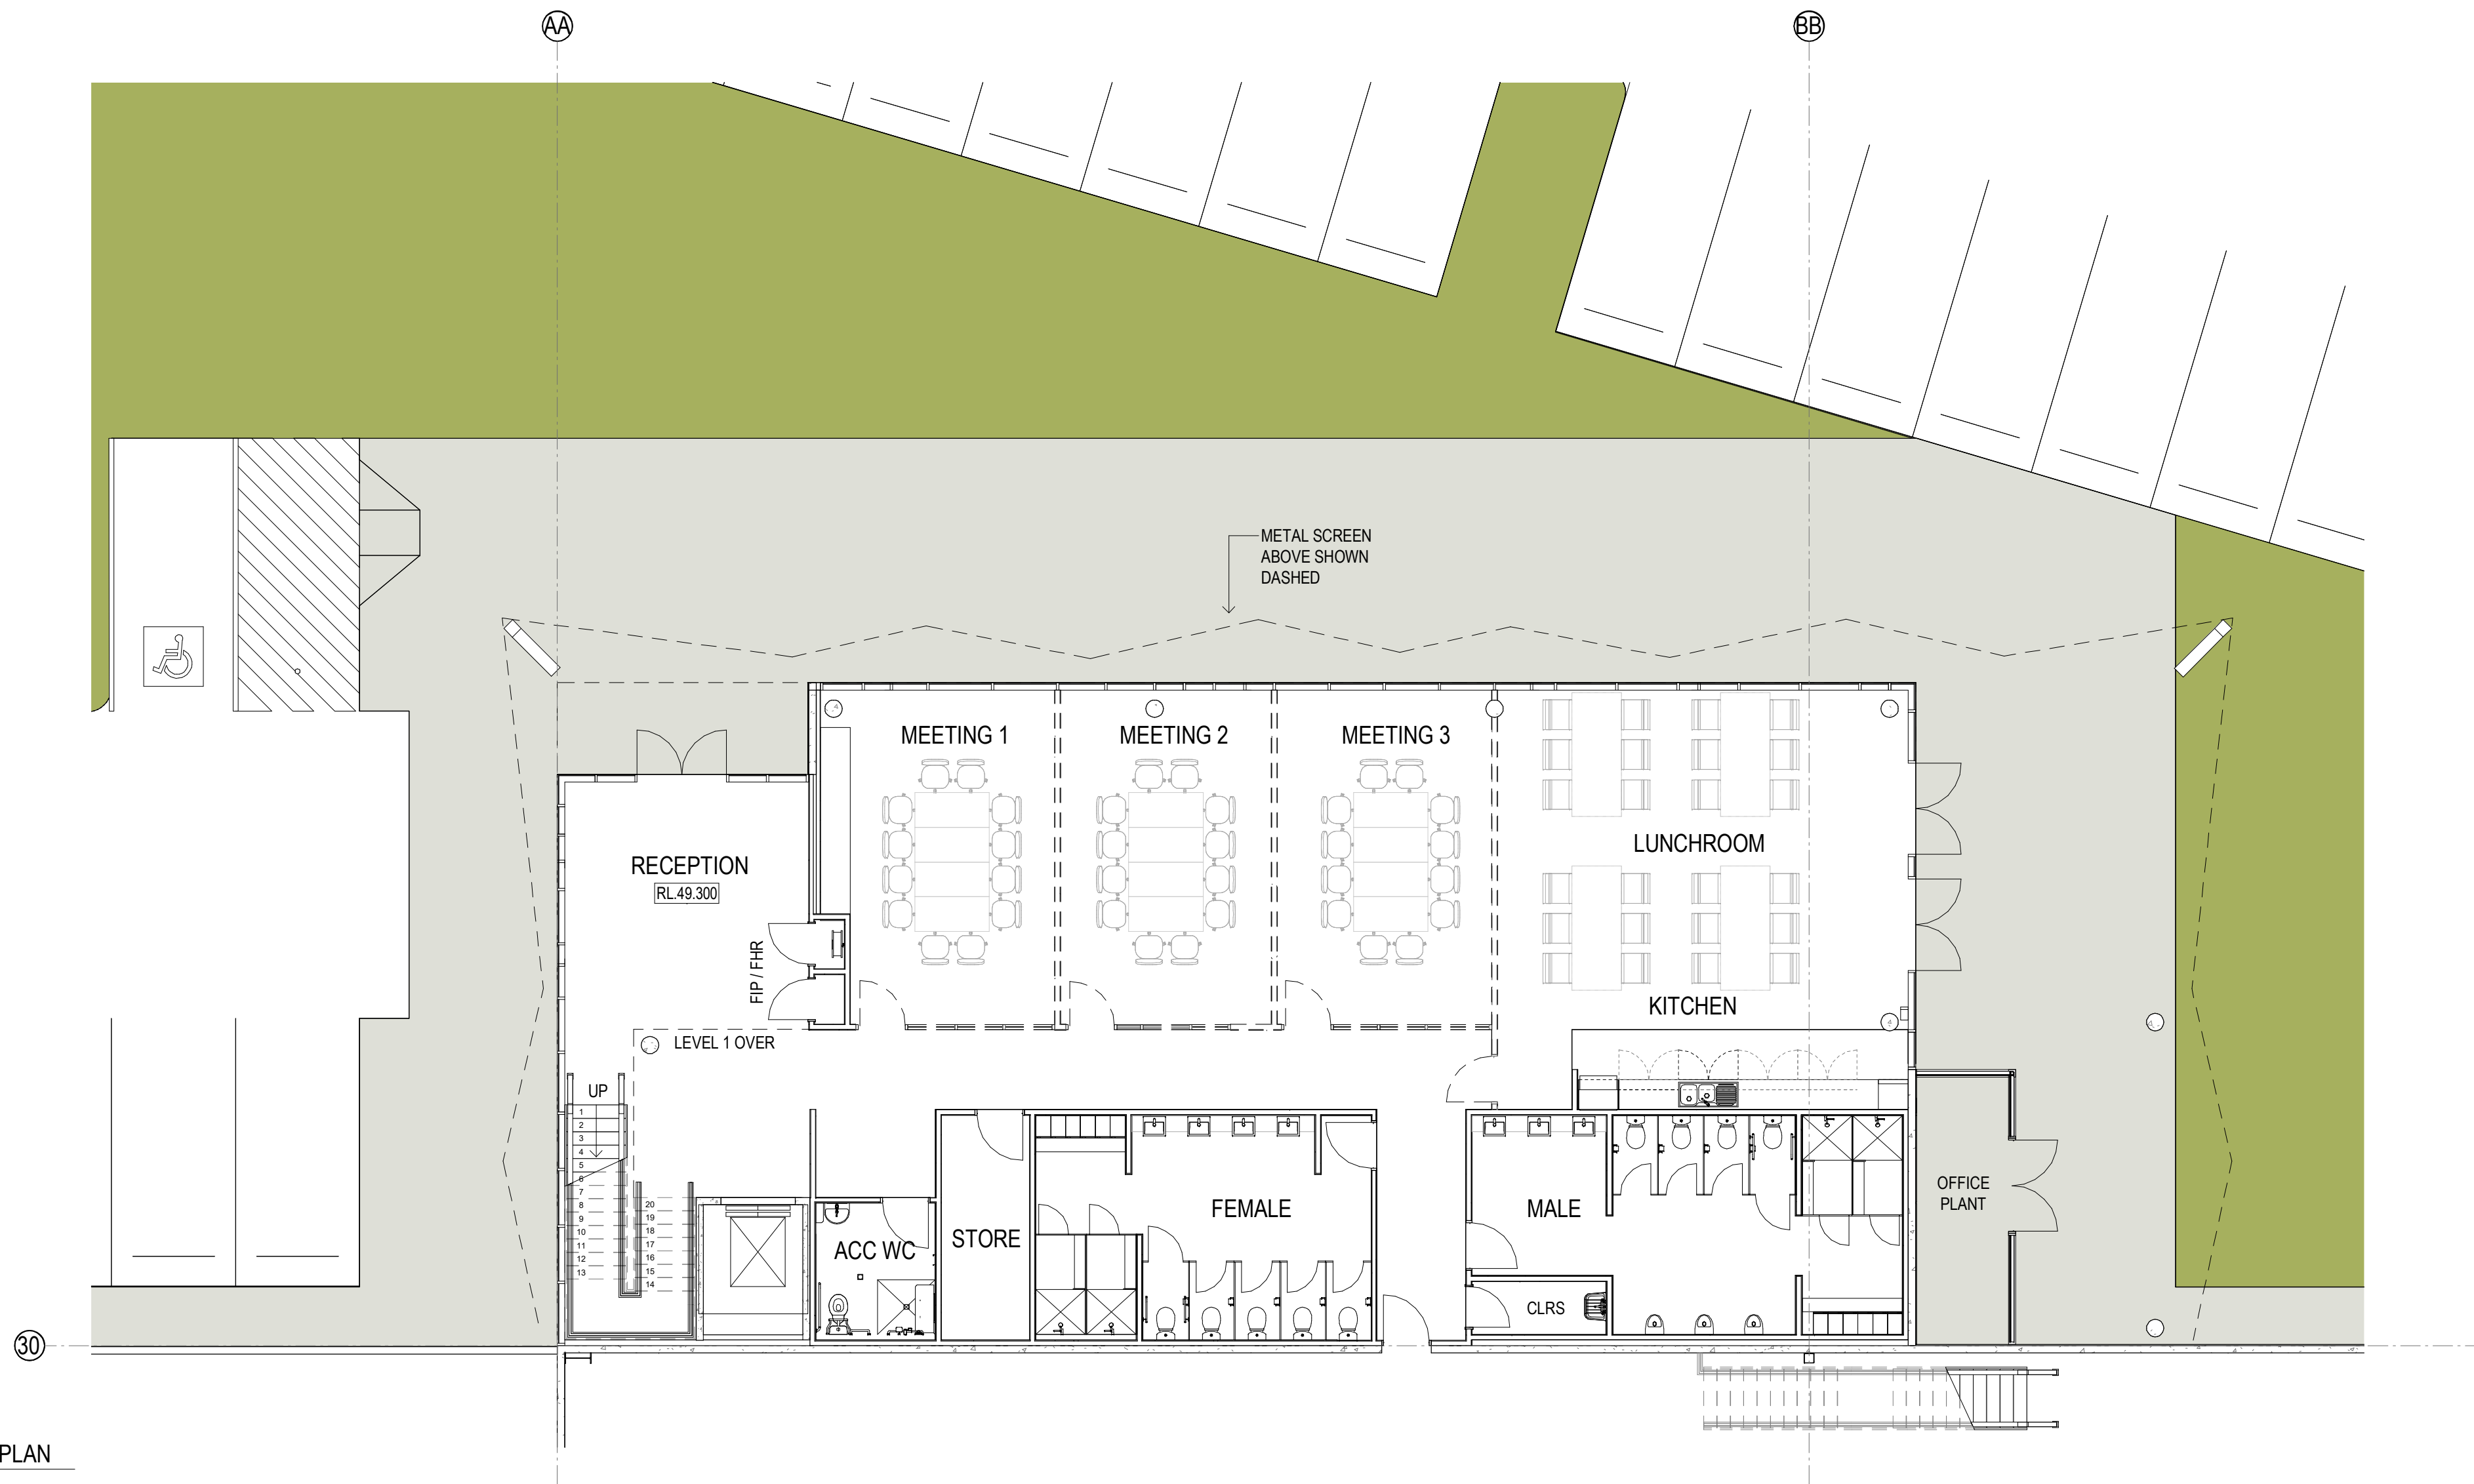 AA
BB
METAL SCREEN
ABOVE SHOWN
DASHED
MEETING 1
MEETING 2
MEETING 3
LUNCHROOM
RECEPTION
RL.49.300
FIP / FHR
KITCHEN
LEVEL 1 OVER
UP
1
2
3
4
5
6
7
8
9
10
11
12
13
20
19
18
17
16
15
14
ACC WC
STORE
FEMALE
MALE
CLRS
OFFICE
PLANT
30
PLAN